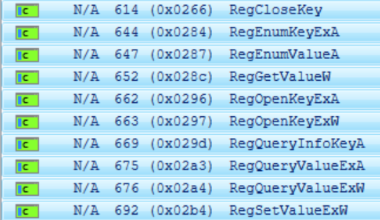 C N/A 614 (0x0266) RegCloseKey
C N/A 644 (0x0284) RegEnumKeyExA
C N/A 647 (0x0287) RegEnumValueA
C N/A 652 (0x028c) RegGetValueW
C N/A 662 (0x0296) RegOpenKeyExA
C N/A 663 (0x0297) RegOpenKeyExW
C N/A 669 (0x029d) RegQueryInfoKeyA
C N/A 675 (0x02a3) RegQueryValueExA
C N/A 676 (0x02a4) RegQueryValueExW
C N/A 692 (0x02b4) RegSetValueExW